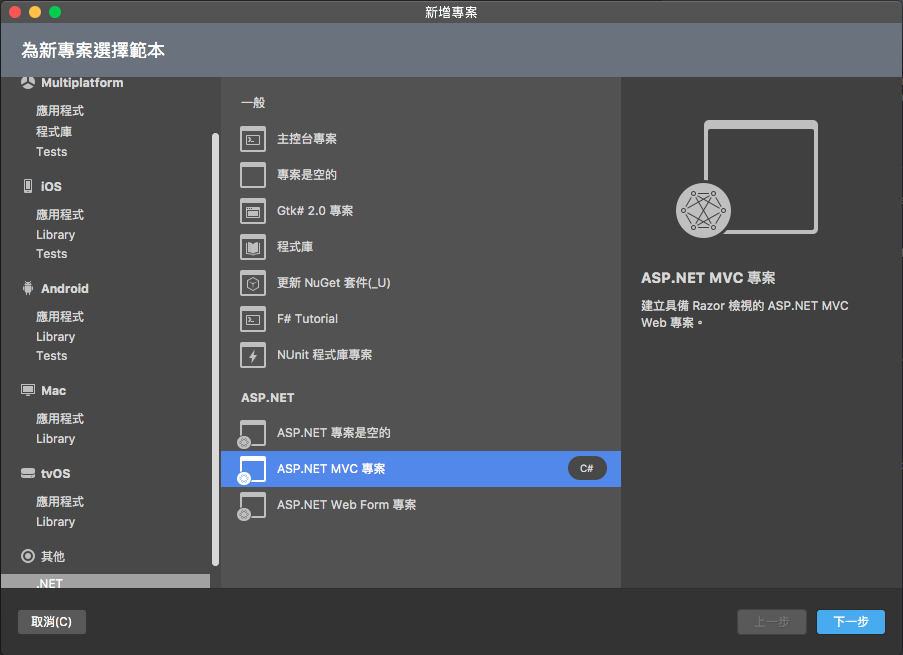 新增專案
為新專案選擇範本
Multiplatform
應用程式
程式庫
Tests
iOS
應用程式
Library
Tests
Android
應用程式
Library
Tests
Mac
應用程式
Library
tvOS
應用程式
Library
其他
.NET
一般
主控台專案
專案是空的
Gtk# 2.0 專案
程式庫
更新 NuGet 套件(_U)
F# Tutorial
NUnit 程式庫專案
ASP.NET
ASP.NET 專案是空的
ASP.NET MVC 專案
C#
ASP.NET Web Form 專案
ASP.NET MVC 專案
建立具備 Razor 檢視的 ASP.NET MVC
Web 專案。
取消(C)
上一步
下一步